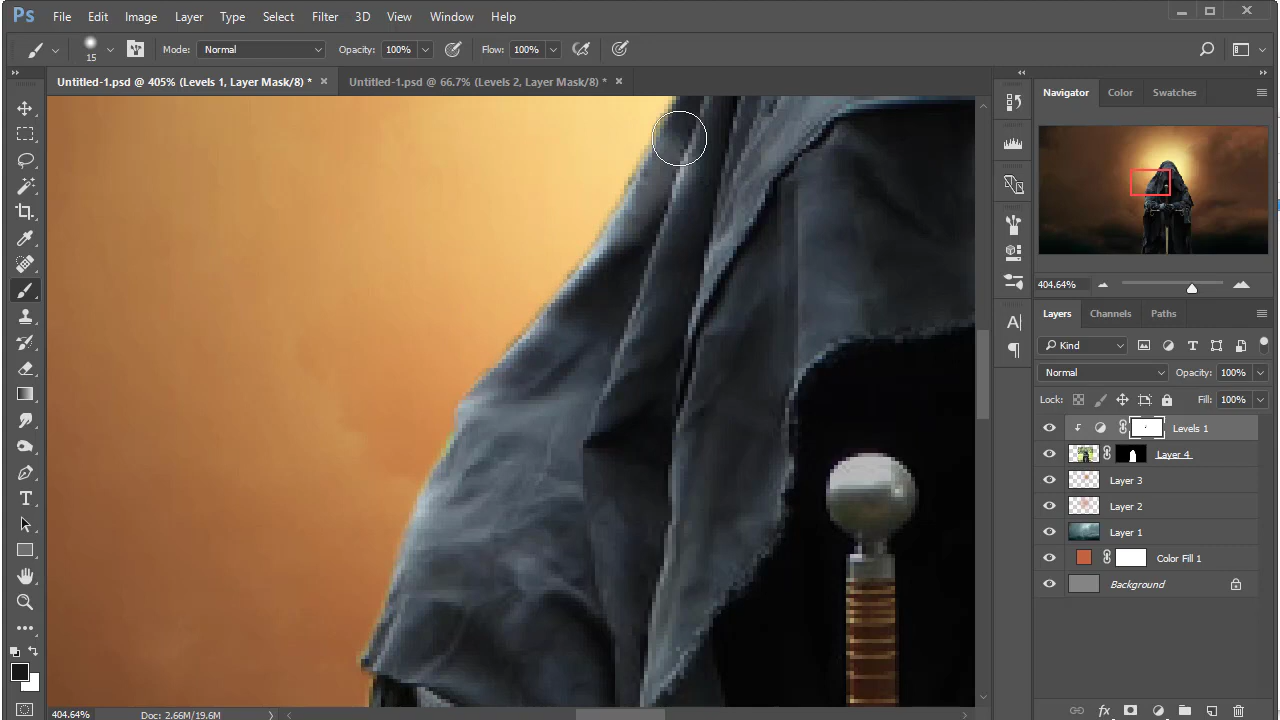 Ps File Edit Image Layer Type Select Filter 3D View Window Help
15 Mode: Normal Opacity: 100% Flow: 100%
Untitled-1.psd @ 405% (Levels 1, Layer Mask/8) * Untitled-1.psd @ 66.7% (Levels 2, Layer Mask/8) *
Navigator Color Swatches
404.64%
Layers Channels Paths
Kind
Normal Opacity: 100%
Lock: Fill: 100%
Levels 1
Layer 4
Layer 3
Layer 2
Layer 1
Color Fill 1
Background
404.64% Doc: 2.66M/19.6M